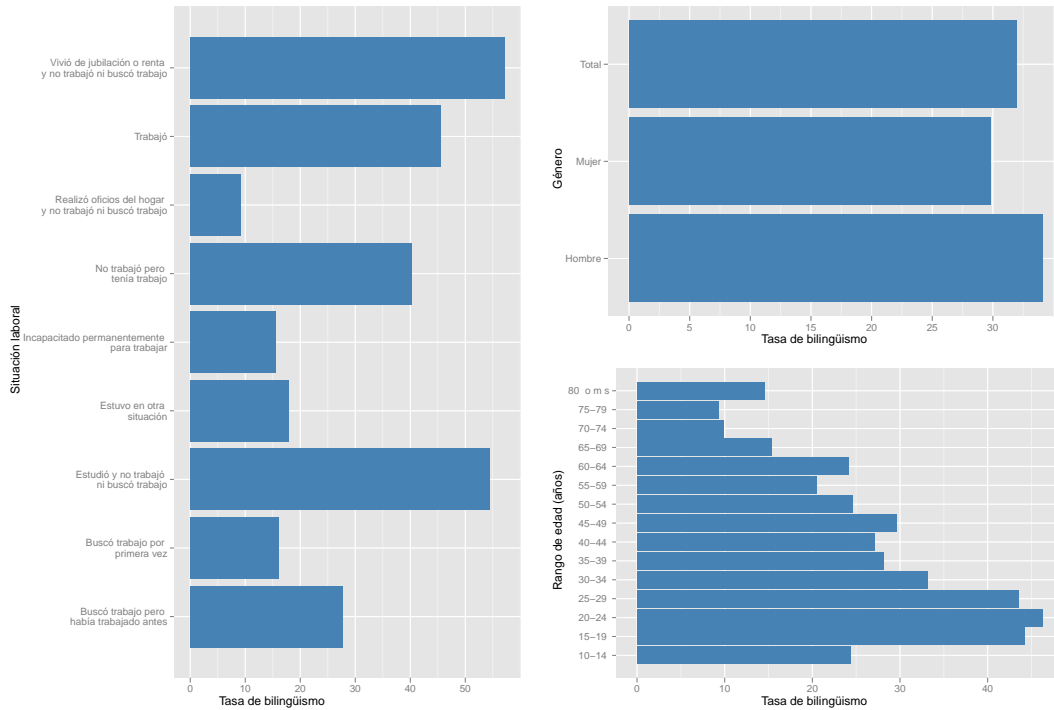 Situación laboral
Vivió de jubilación o renta
y no trabajó ni buscó trabajo
Trabajó
Realizó oficios del hogar
y no trabajó ni buscó trabajo
No trabajó pero
tenía trabajo
Incapacitado permanentemente
para trabajar
Estuvo en otra
situación
Estudió y no trabajó
ni buscó trabajo
Buscó trabajo por
primera vez
Buscó trabajo pero
había trabajado antes
0 10 20 30 40 50
Tasa de bilingüismo
Género
Total
Mujer
Hombre
0 5 10 15 20 25 30
Tasa de bilingüismo
Rango de edad (años)
80 o m s
75–79
70–74
65–69
60–64
55–59
50–54
45–49
40–44
35–39
30–34
25–29
20–24
15–19
10–14
0 10 20 30 40
Tasa de bilingüismo